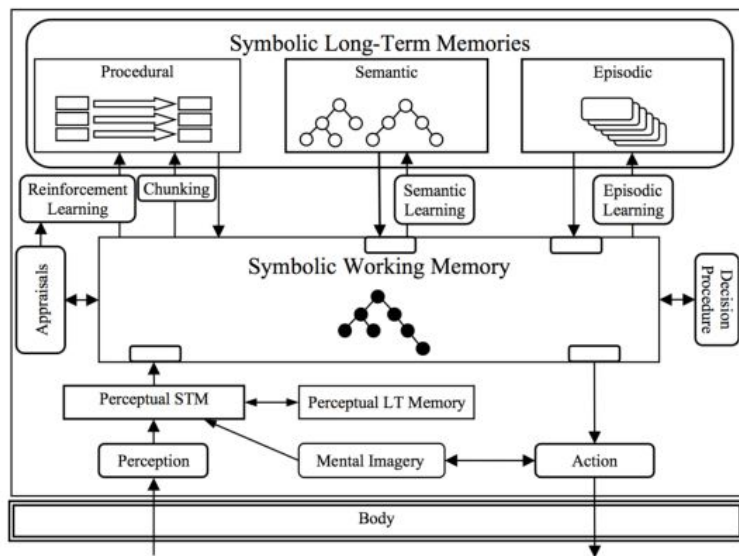 Symbolic Long-Term Memories
Procedural
Semantic
Episodic
Reinforcement
Learning
Chunking
Semantic
Learning
Episodic
Learning
Symbolic Working Memory
Appraisals
Decision
Procedure
Perceptual STM
Perceptual LT Memory
Perception
Mental Imagery
Action
Body